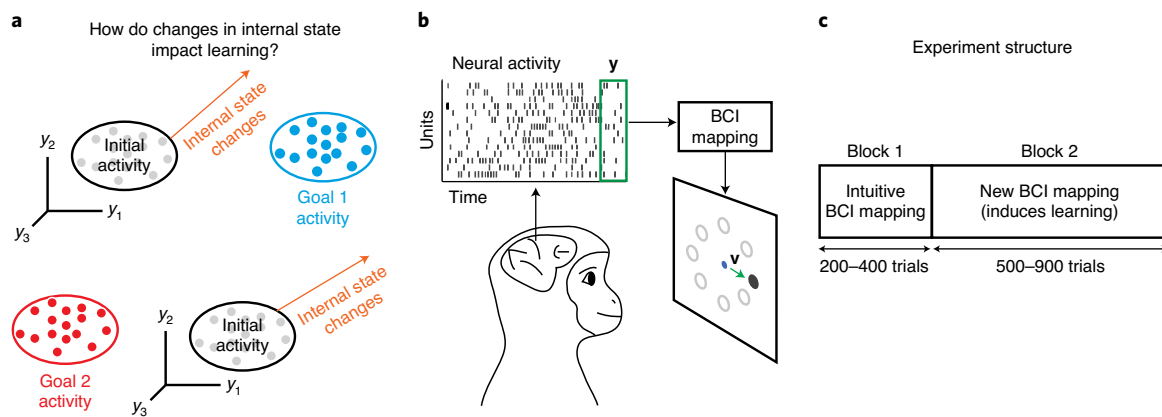 a
How do changes in internal state
impact learning?
Internal state
changes
Initial
activity
y2
y1
y3
Goal 1
activity
Internal state
changes
Initial
activity
y2
y1
y3
Goal 2
activity
b
Neural activity
y
Units
Time
BCI
mapping
v
c
Experiment structure
Block 1
Block 2
Intuitive
BCI mapping
New BCI mapping
(induces learning)
200–400 trials
500–900 trials